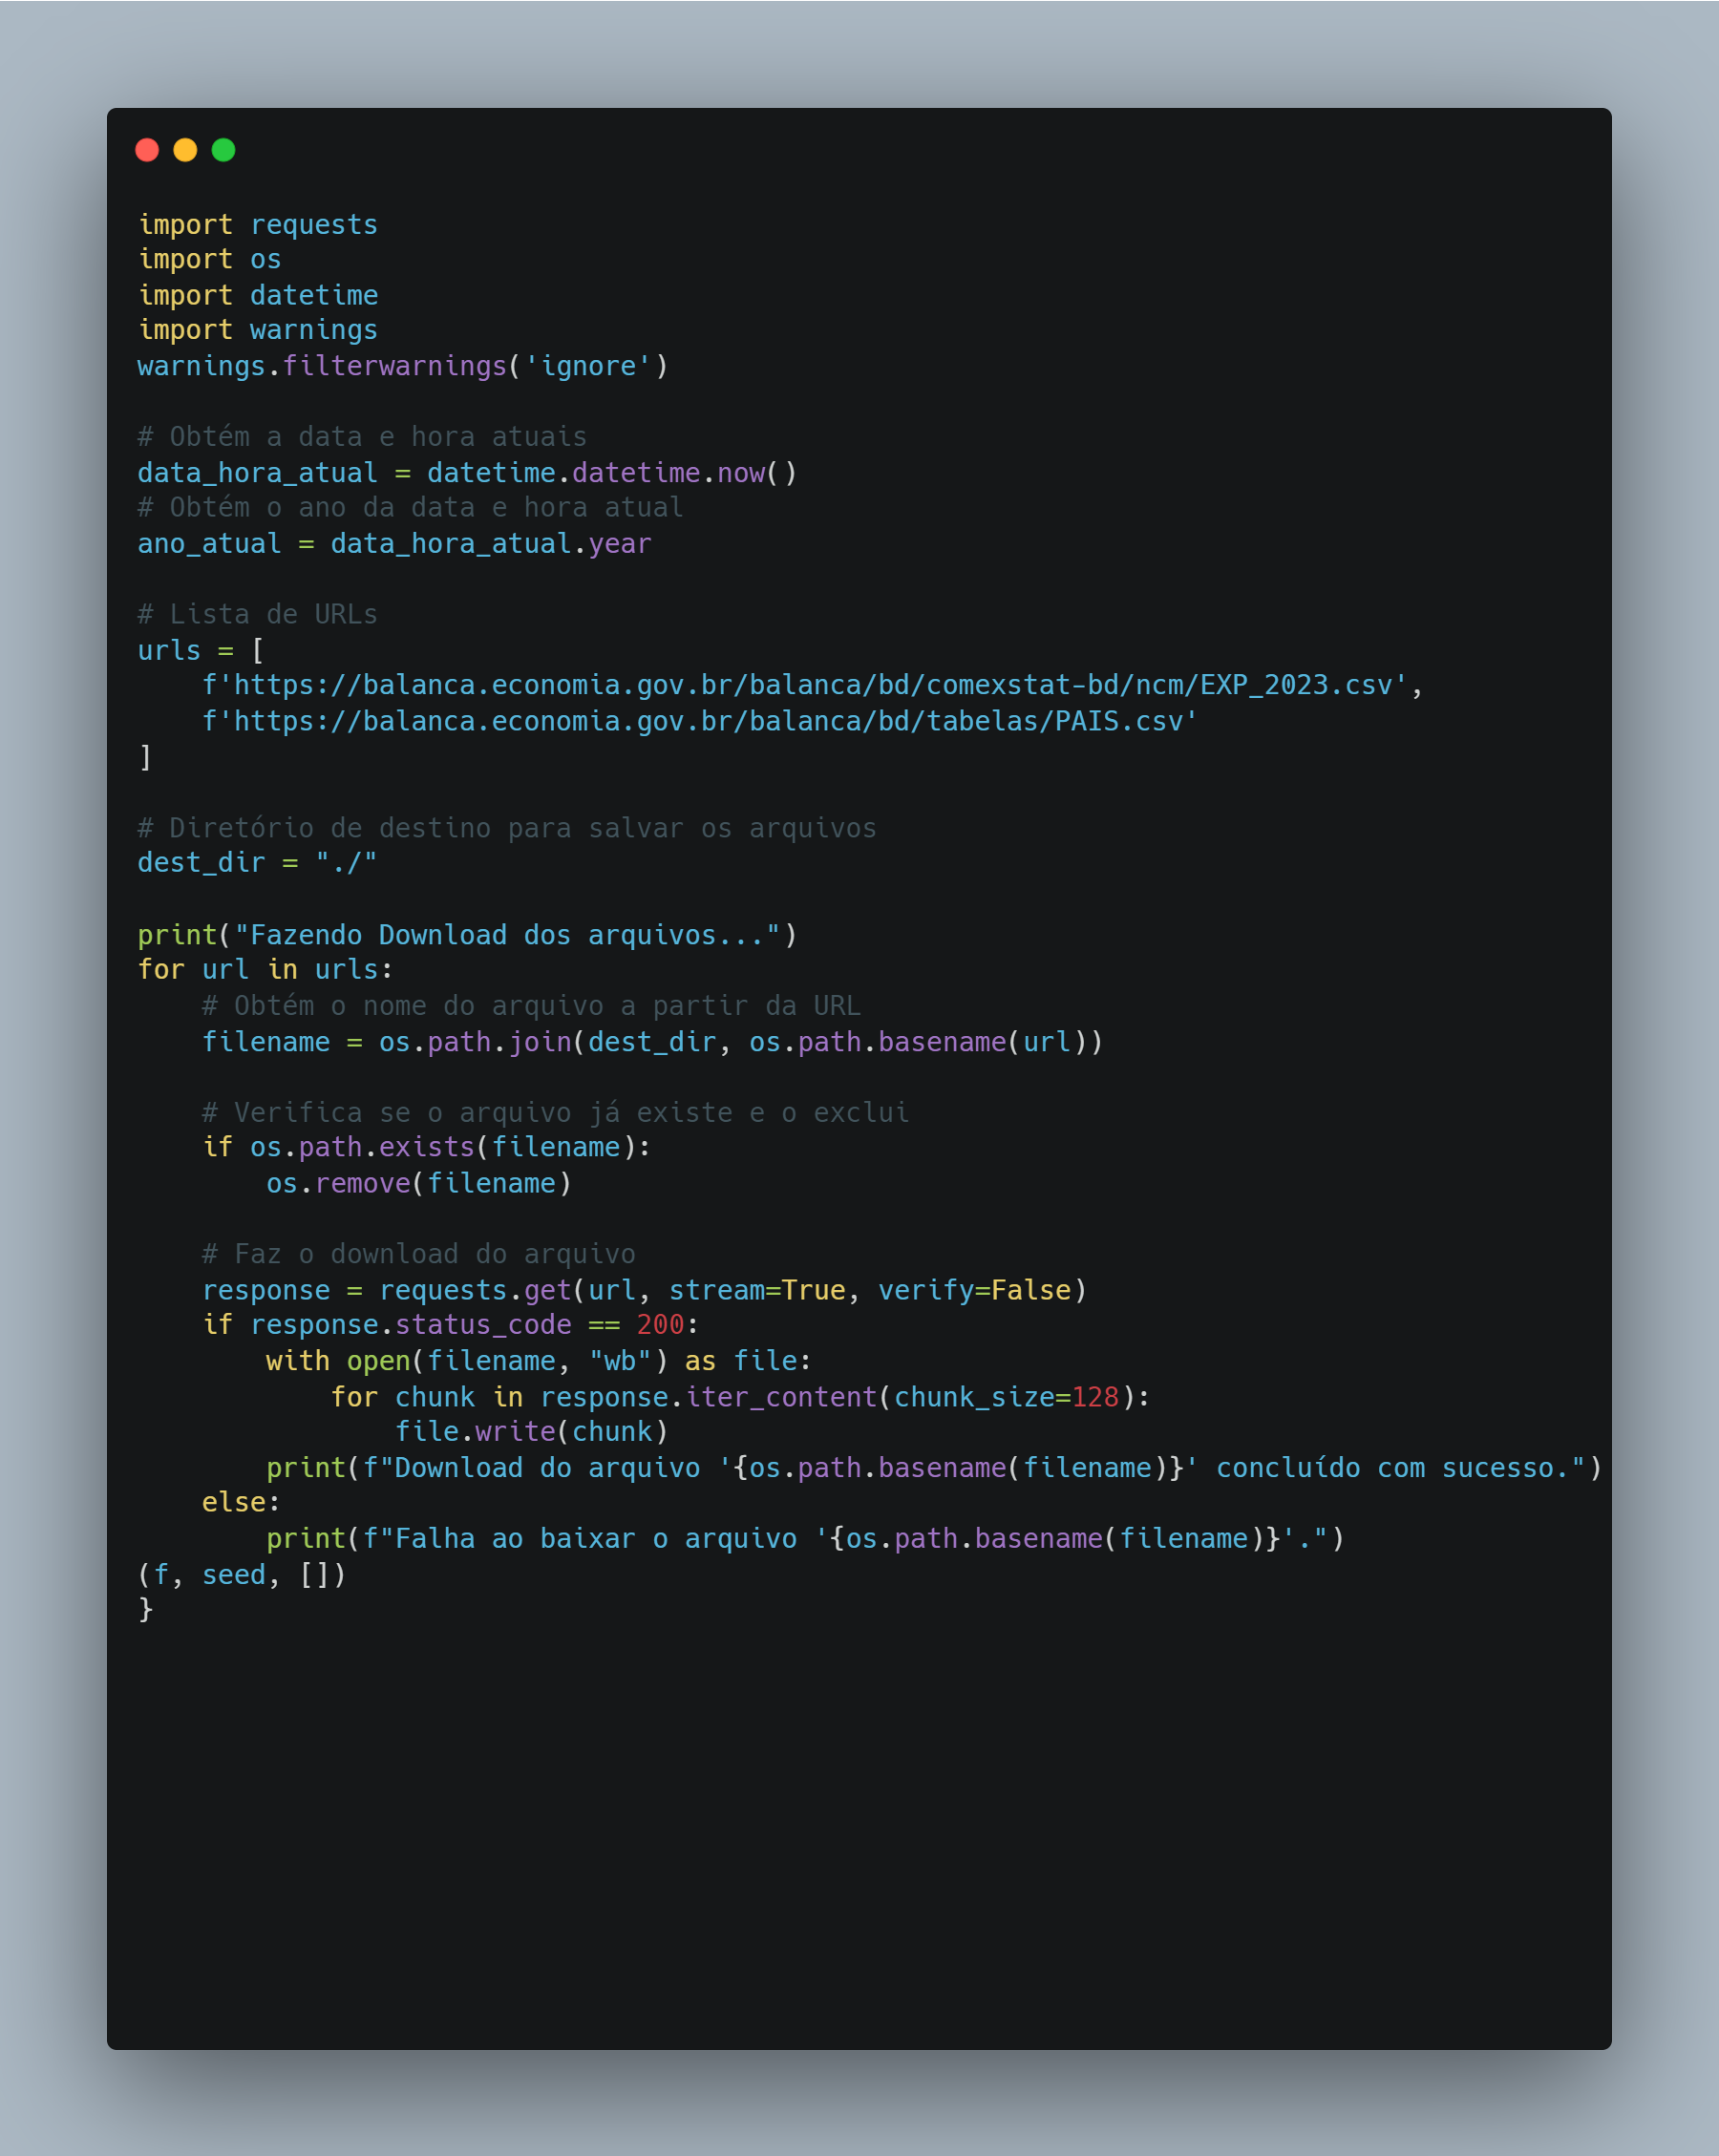 import requests
import os
import datetime
import warnings
warnings.filterwarnings('ignore')

# Obtém a data e hora atuais
data_hora_atual = datetime.datetime.now()
# Obtém o ano da data e hora atual
ano_atual = data_hora_atual.year

# Lista de URLs
urls = [
    f'https://balanca.economia.gov.br/balanca/bd/comexstat-bd/ncm/EXP_2023.csv',
    f'https://balanca.economia.gov.br/balanca/bd/tabelas/PAIS.csv'
]

# Diretório de destino para salvar os arquivos
dest_dir = "./"

print("Fazendo Download dos arquivos...")
for url in urls:
    # Obtém o nome do arquivo a partir da URL
    filename = os.path.join(dest_dir, os.path.basename(url))

    # Verifica se o arquivo já existe e o exclui
    if os.path.exists(filename):
        os.remove(filename)

    # Faz o download do arquivo
    response = requests.get(url, stream=True, verify=False)
    if response.status_code == 200:
        with open(filename, "wb") as file:
            for chunk in response.iter_content(chunk_size=128):
                file.write(chunk)
        print(f"Download do arquivo '{os.path.basename(filename)}' concluído com sucesso.")
    else:
        print(f"Falha ao baixar o arquivo '{os.path.basename(filename)}'.")
(f, seed, [])
}